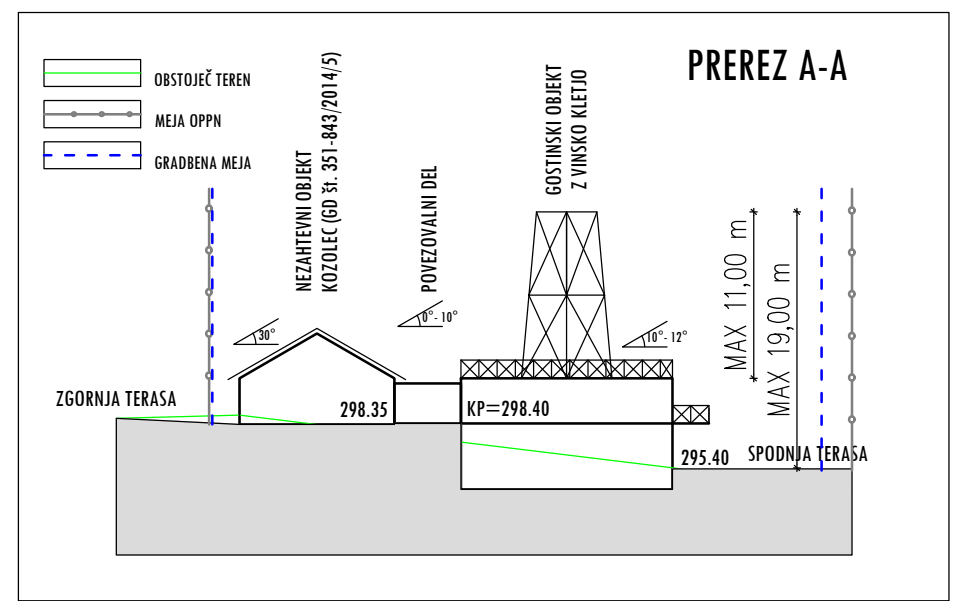 PREREZ A-A
OBSTOJEČ TEREN
MEJA OPPN
GRADBENA MEJA
NEZAHTEVNI OBJEKT
KOZOLEC (GD št. 351-843/2014/5)
POVEZOVALNI DEL
GOSTINSKI OBJEKT
Z VINSKO KLETJO
MAX 11,00 m
MAX 19,00 m
30°
0°- 10°
10°- 12°
ZGORNJA TERASA
298.35
KP=298.40
295.40
SPODNJA TERASA